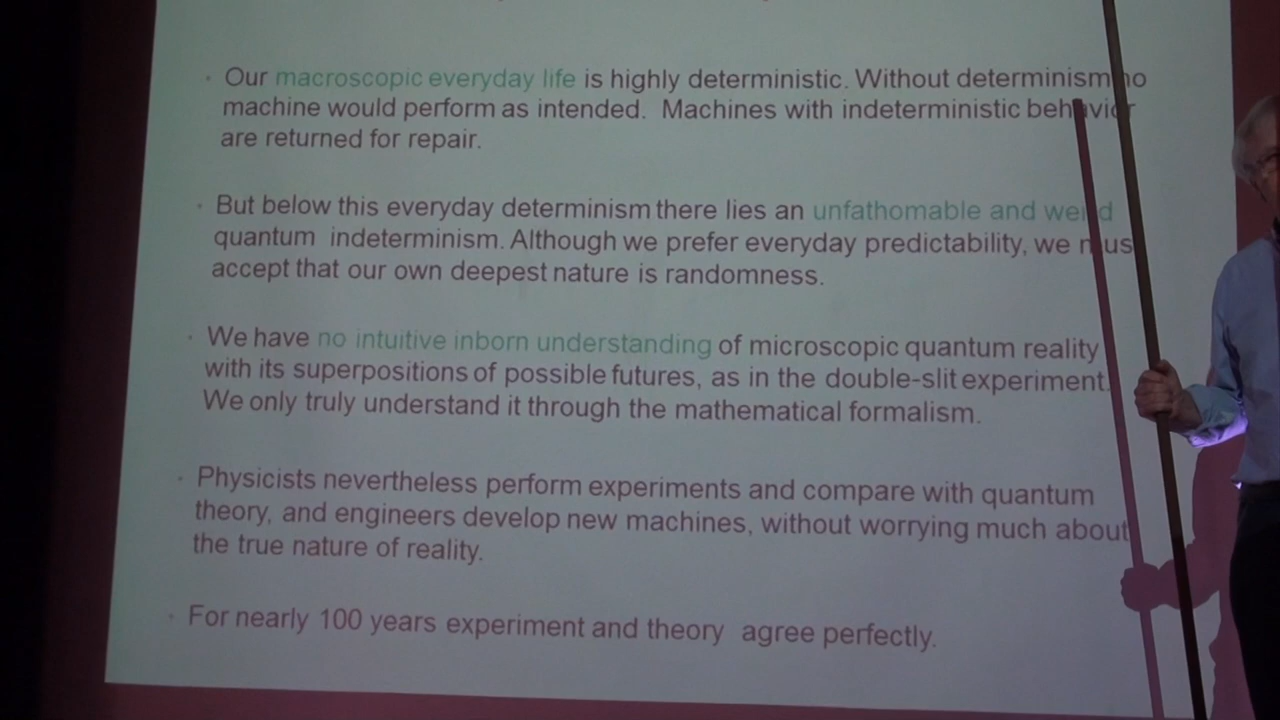 Our macroscopic everyday life is highly deterministic. Without determinism no
machine would perform as intended. Machines with indeterministic behavior
are returned for repair.
But below this everyday determinism there lies an unfathomable and weird
quantum indeterminism. Although we prefer everyday predictability, we mus
accept that our own deepest nature is randomness.
We have no intuitive inborn understanding of microscopic quantum reality
with its superpositions of possible futures, as in the double-slit experiment.
We only truly understand it through the mathematical formalism.
Physicists nevertheless perform experiments and compare with quantum
theory, and engineers develop new machines, without worrying much about
the true nature of reality.
For nearly 100 years experiment and theory agree perfectly.